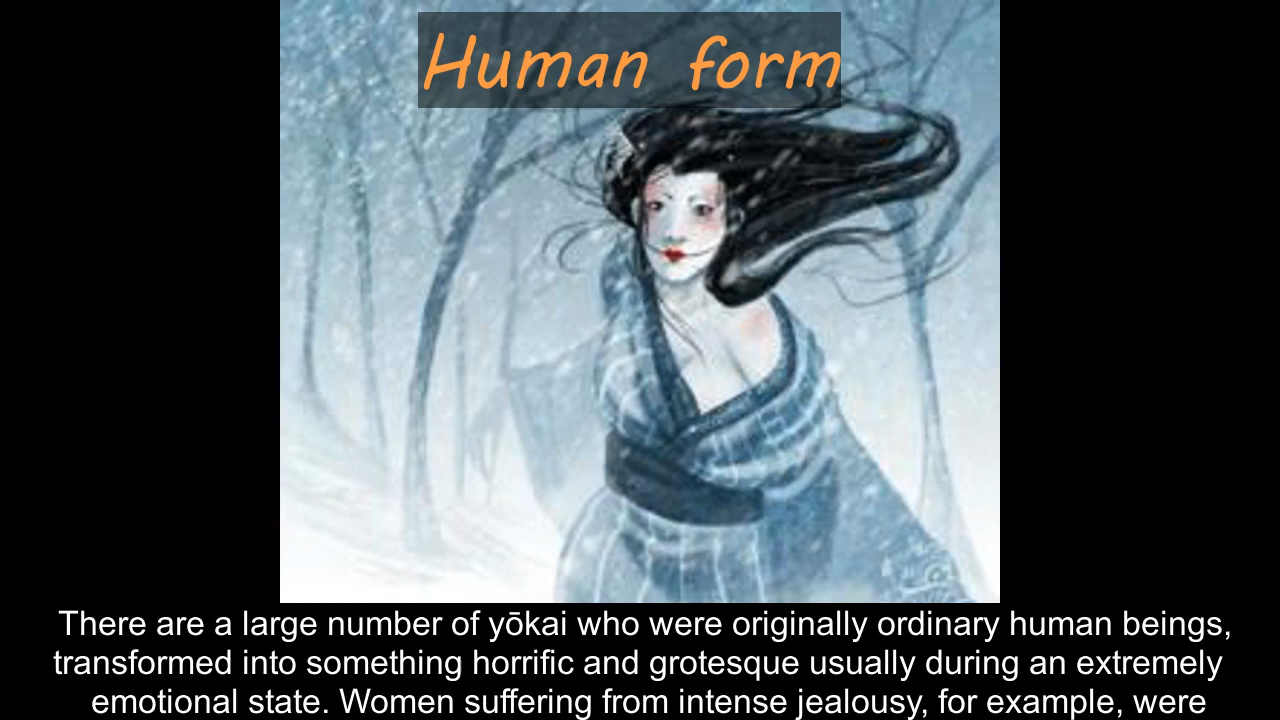 Human form
There are a large number of yōkai who were originally ordinary human beings,
transformed into something horrific and grotesque usually during an extremely
emotional state. Women suffering from intense jealousy, for example, were